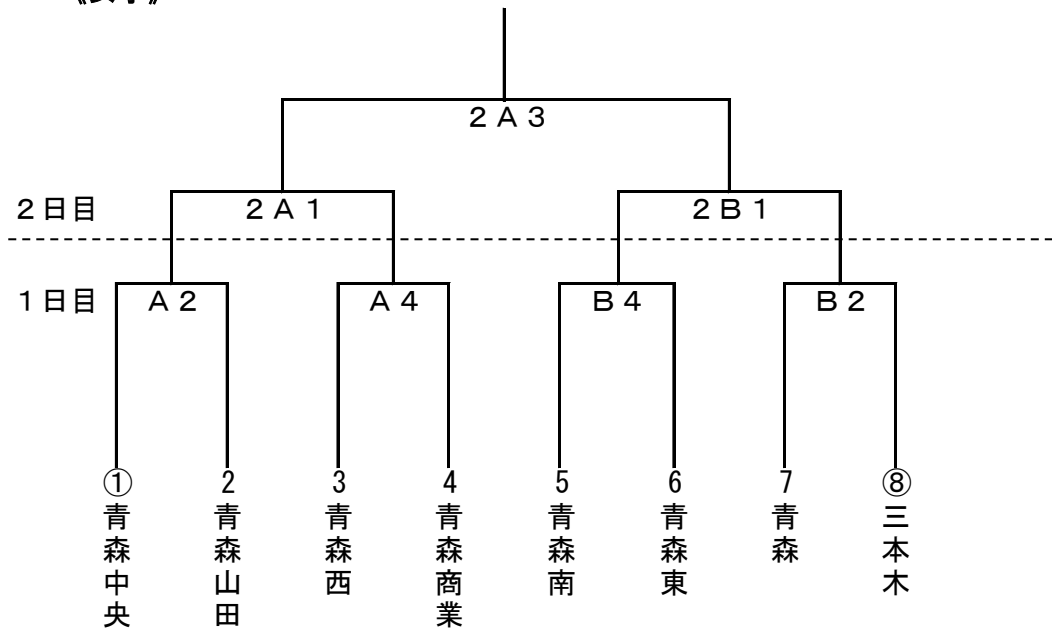 ２Ａ３
２日目
２Ａ１
２Ｂ１
１日目
Ａ２
Ａ４
Ｂ４
Ｂ２
①青森中央
2青森山田
3青森西
4青森商業
5青森南
6青森東
7青森
⑧三本木